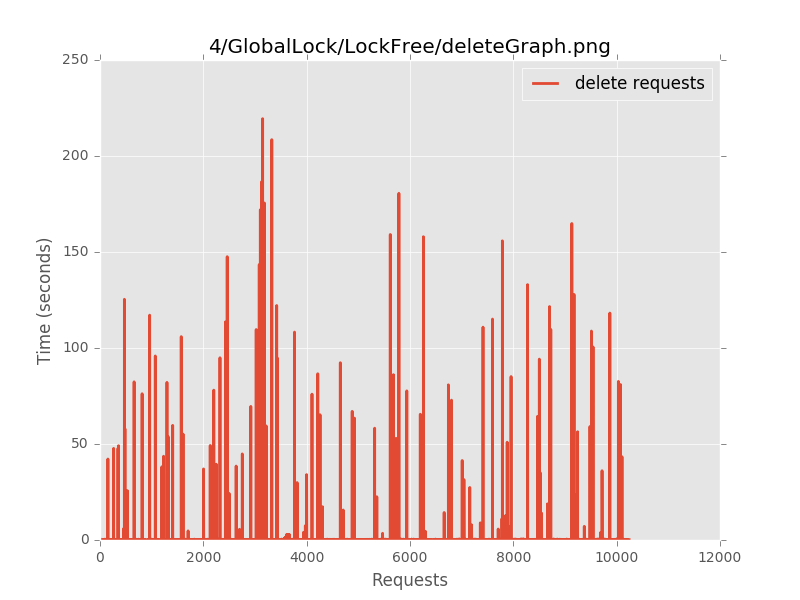 4/GlobalLock/LockFree/deleteGraph.png
250
delete requests
200
150
100
50
0
Time (seconds)
0 2000 4000 6000 8000 10000 12000
Requests